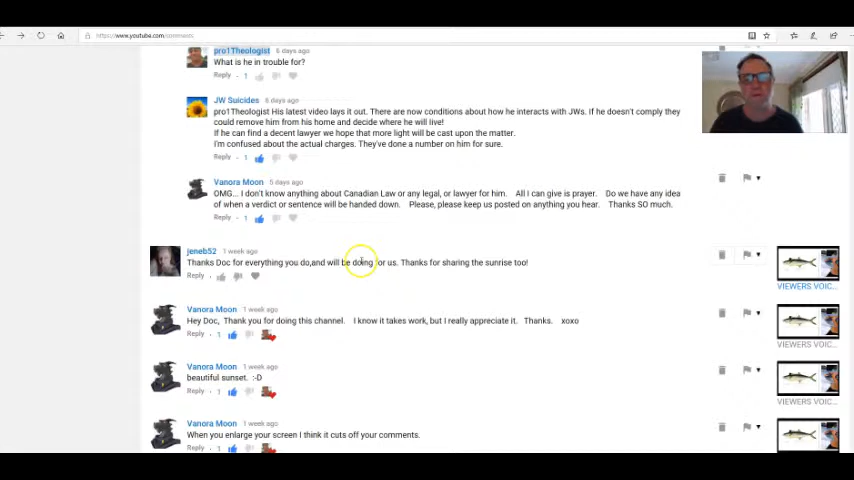 https://www.youtube.com/comments
pro1Theologist 6 days ago
What is he in trouble for?
Reply 1
JW Suicides 6 days ago
pro1Theologist His latest video lays it out. There are now conditions about how he interacts with JWs. If he doesn't comply they
could remove him from his home and decide where he will live!
If he can find a decent lawyer we hope that more light will be cast upon the matter.
I'm confused about the actual charges. They've done a number on him for sure.
Reply 1
Vanora Moon 5 days ago
OMG... I don't know anything about Canadian Law or any legal, or lawyer for him. All I can give is prayer. Do we have any idea
of when a verdict or sentence will be handed down. Please, please keep us posted on anything you hear. Thanks SO much.
Reply 1
jeneb52 1 week ago
Thanks Doc for everything you do,and will be doing for us. Thanks for sharing the sunrise too!
Reply
VIEWERS VOIC...
Vanora Moon 1 week ago
Hey Doc, Thank you for doing this channel. I know it takes work, but I really appreciate it. Thanks. xoxo
Reply 1
VIEWERS VOIC...
Vanora Moon 1 week ago
beautiful sunset. :-D
Reply 1
VIEWERS VOIC...
Vanora Moon 1 week ago
When you enlarge your screen I think it cuts off your comments.
Reply 1